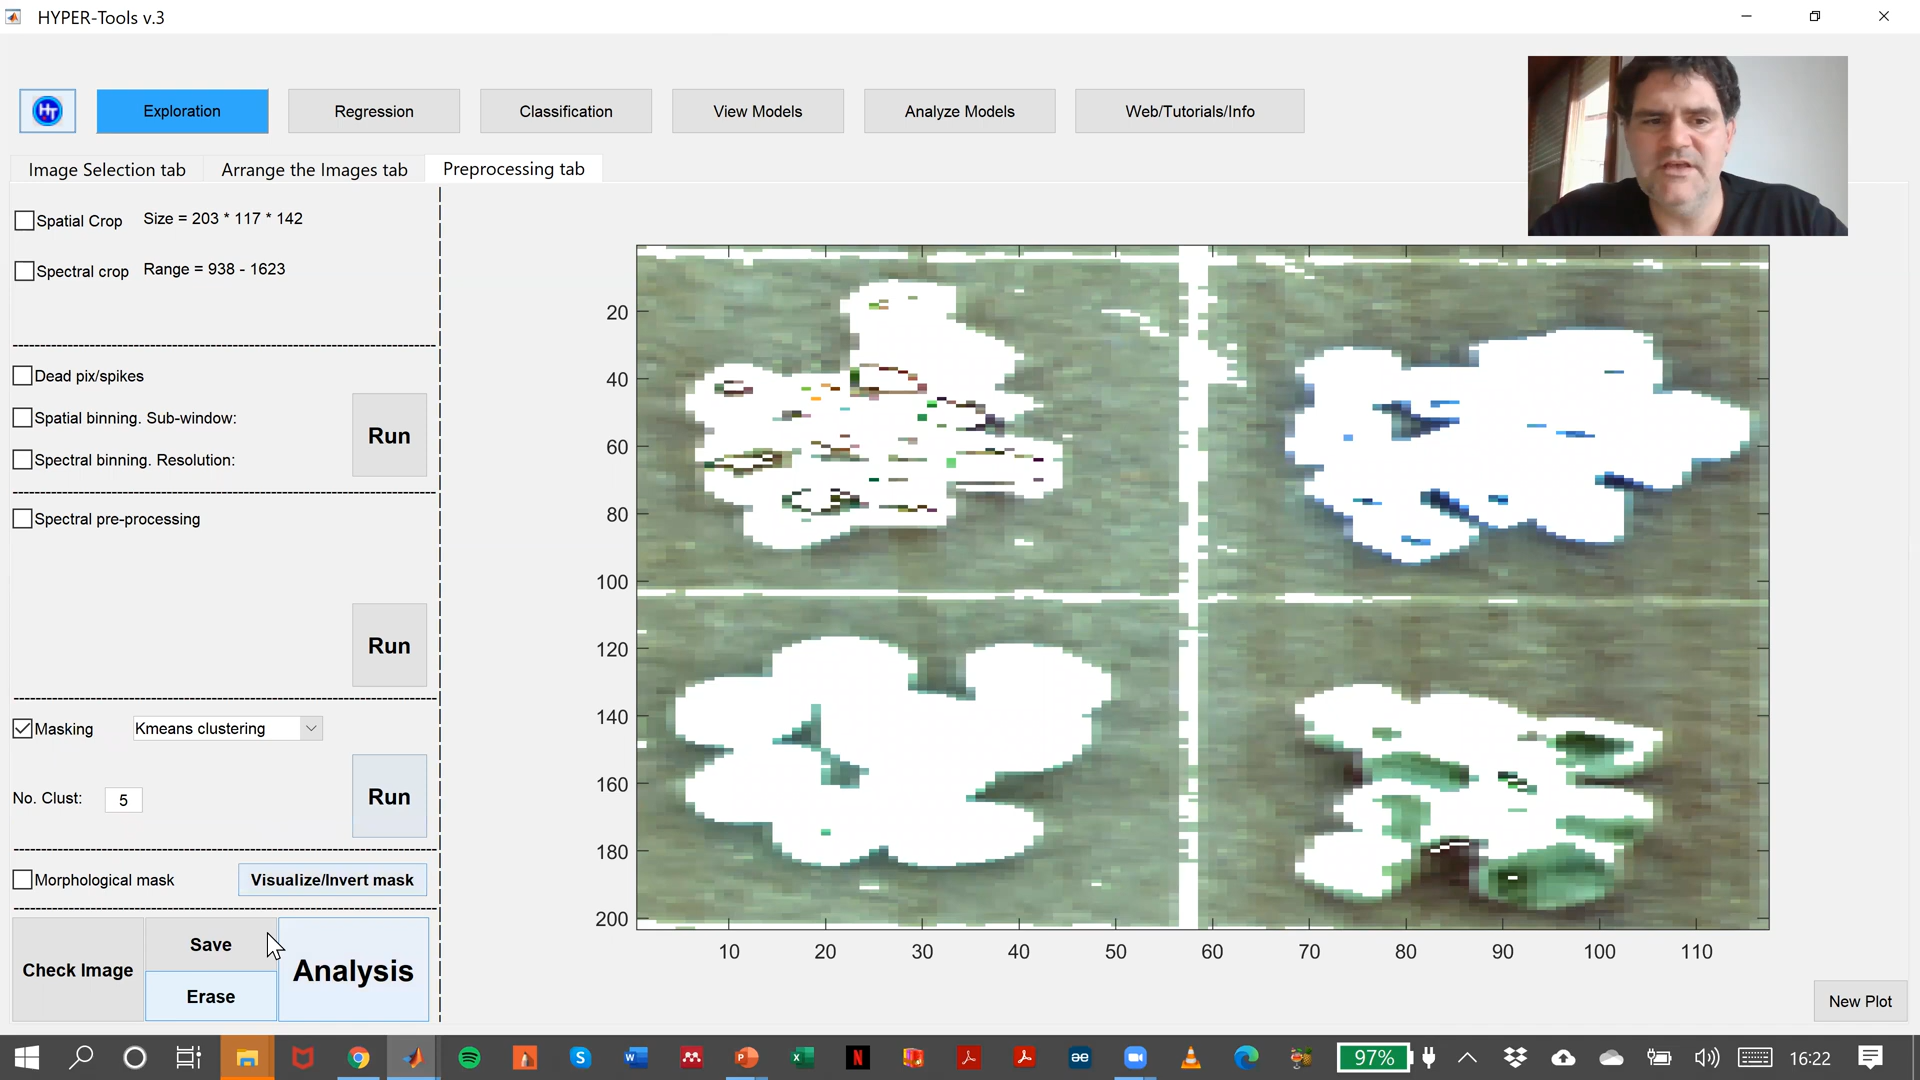 HYPER-Tools v.3
HT
Exploration
Regression
Classification
View Models
Analyze Models
Web/Tutorials/Info
Image Selection tab
Arrange the Images tab
Preprocessing tab
Spatial Crop
Size = 203 * 117 * 142
Spectral crop
Range = 938 - 1623
Dead pix/spikes
Spatial binning. Sub-window:
Spectral binning. Resolution:
Run
Spectral pre-processing
Run
Masking
Kmeans clustering
No. Clust:
5
Run
Morphological mask
Visualize/Invert mask
Check Image
Save
Erase
Analysis
20
40
60
80
100
120
140
160
180
200
10
20
30
40
50
60
70
80
90
100
110
New Plot
97%
16:22